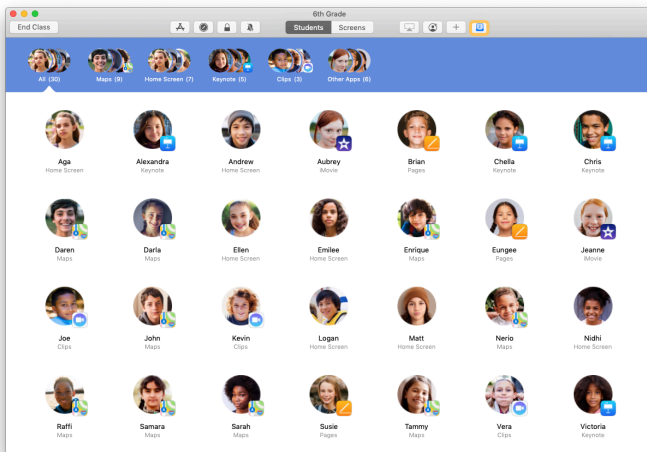 6th Grade
End Class
Students Screens
All (30) Maps (9) Home Screen (7) Keynote (5) Clips (3) Other Apps (6)
Aga Alexandra Andrew Aubrey Brian Chella Chris
Home Screen Keynote Home Screen iMovie Pages Keynote Keynote
Daren Darla Ellen Emilee Enrique Eungee Jeanne
Maps Maps Home Screen Home Screen Maps Pages iMovie
Joe John Kevin Logan Matt Nerio Nidhi
Clips Maps Clips Home Screen Home Screen Maps Home Screen
Raffi Samara Sarah Susie Tammy Vera Victoria
Maps Maps Maps Pages Maps Clips Keynote